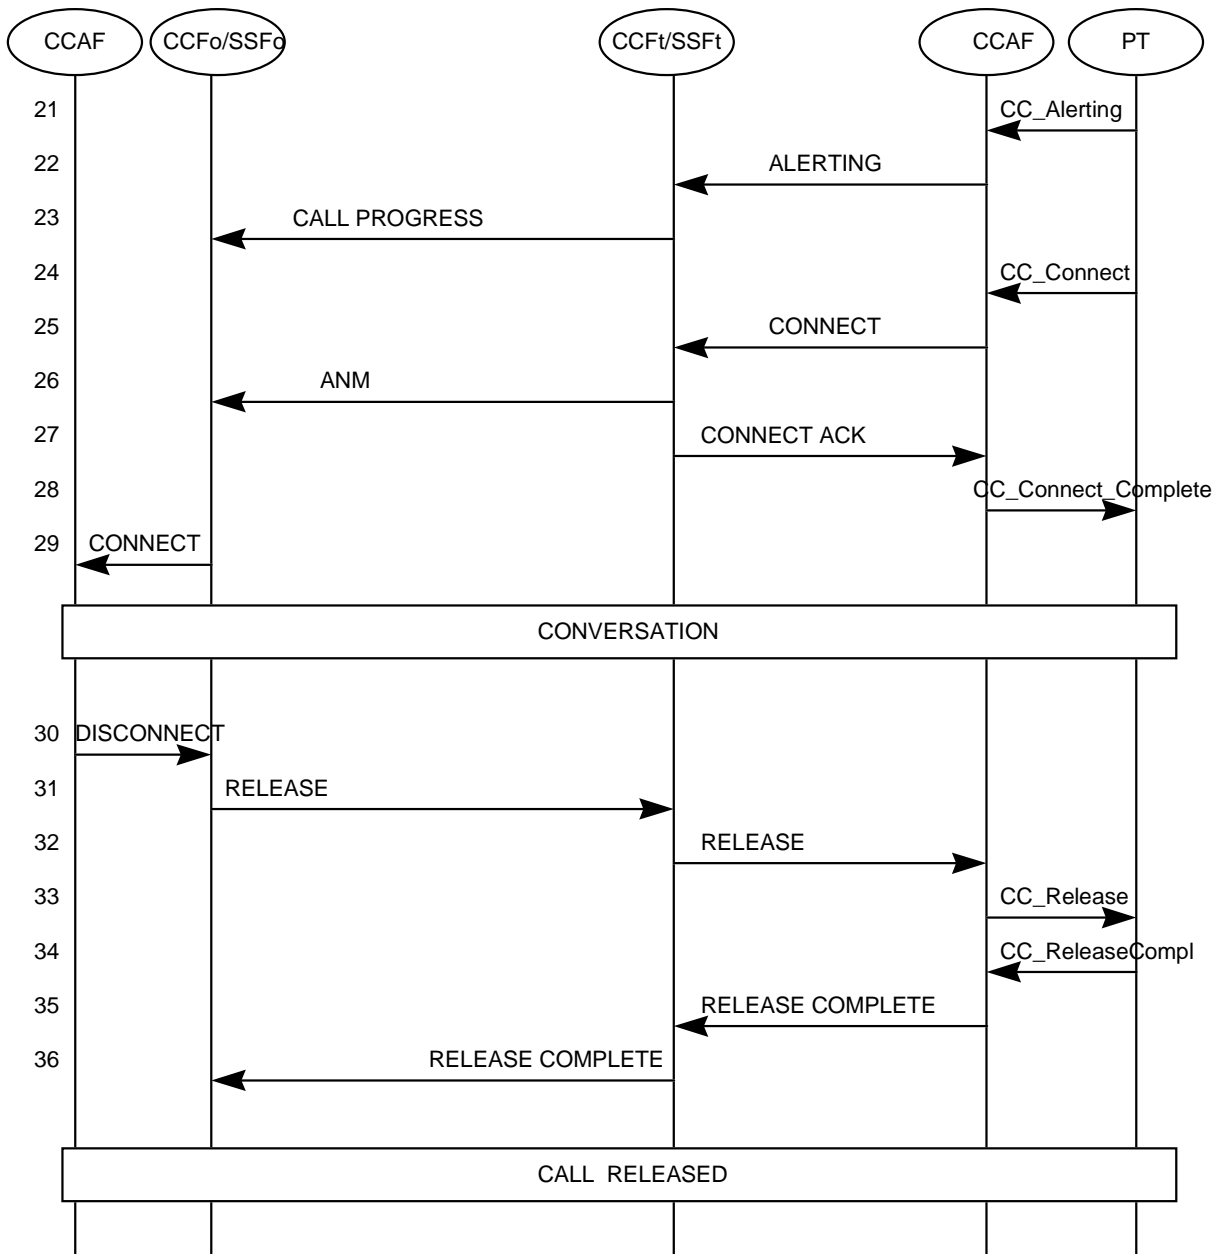 CCAF CCFo/SSFo CCFt/SSFt CCAF PT
21 CC_Alerting
22 ALERTING
23 CALL PROGRESS
24 CC_Connect
25 CONNECT
26 ANM
27 CONNECT ACK
28 CC_Connect_Complete
29 CONNECT
CONVERSATION
30 DISCONNECT
31 RELEASE
32 RELEASE
33 CC_Release
34 CC_ReleaseCompl
35 RELEASE COMPLETE
36 RELEASE COMPLETE
CALL RELEASED